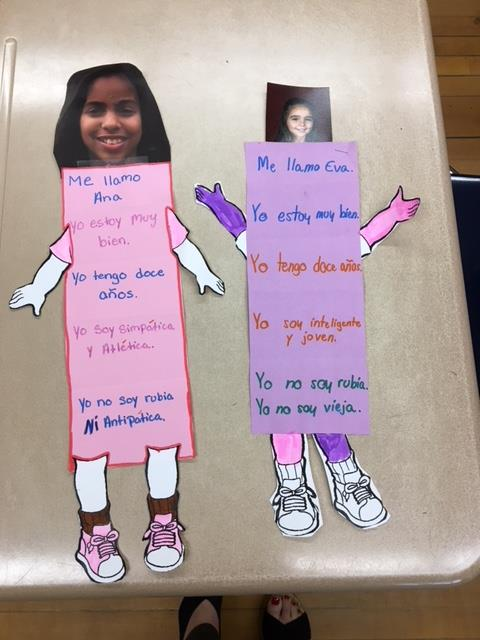 Me llamo
Ana
Yo estoy muy
bien.
Yo tengo doce
años.
Yo Soy Simpática
y Atlética..
Yo no soy rubia
Ni Antipática.
Me llamo Eva.
Yo estoy muy bien.
Yo tengo doce años.
Yo soy inteligente
y joven.
Yo no soy rubia.
Yo no soy vieja..